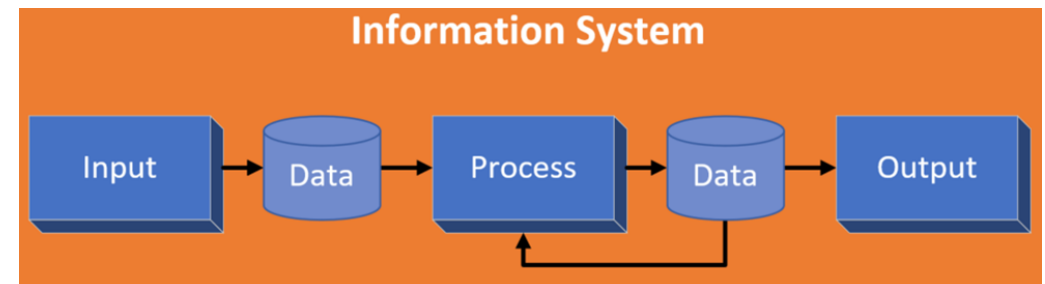 Information System
Input
Data
Process
Data
Output